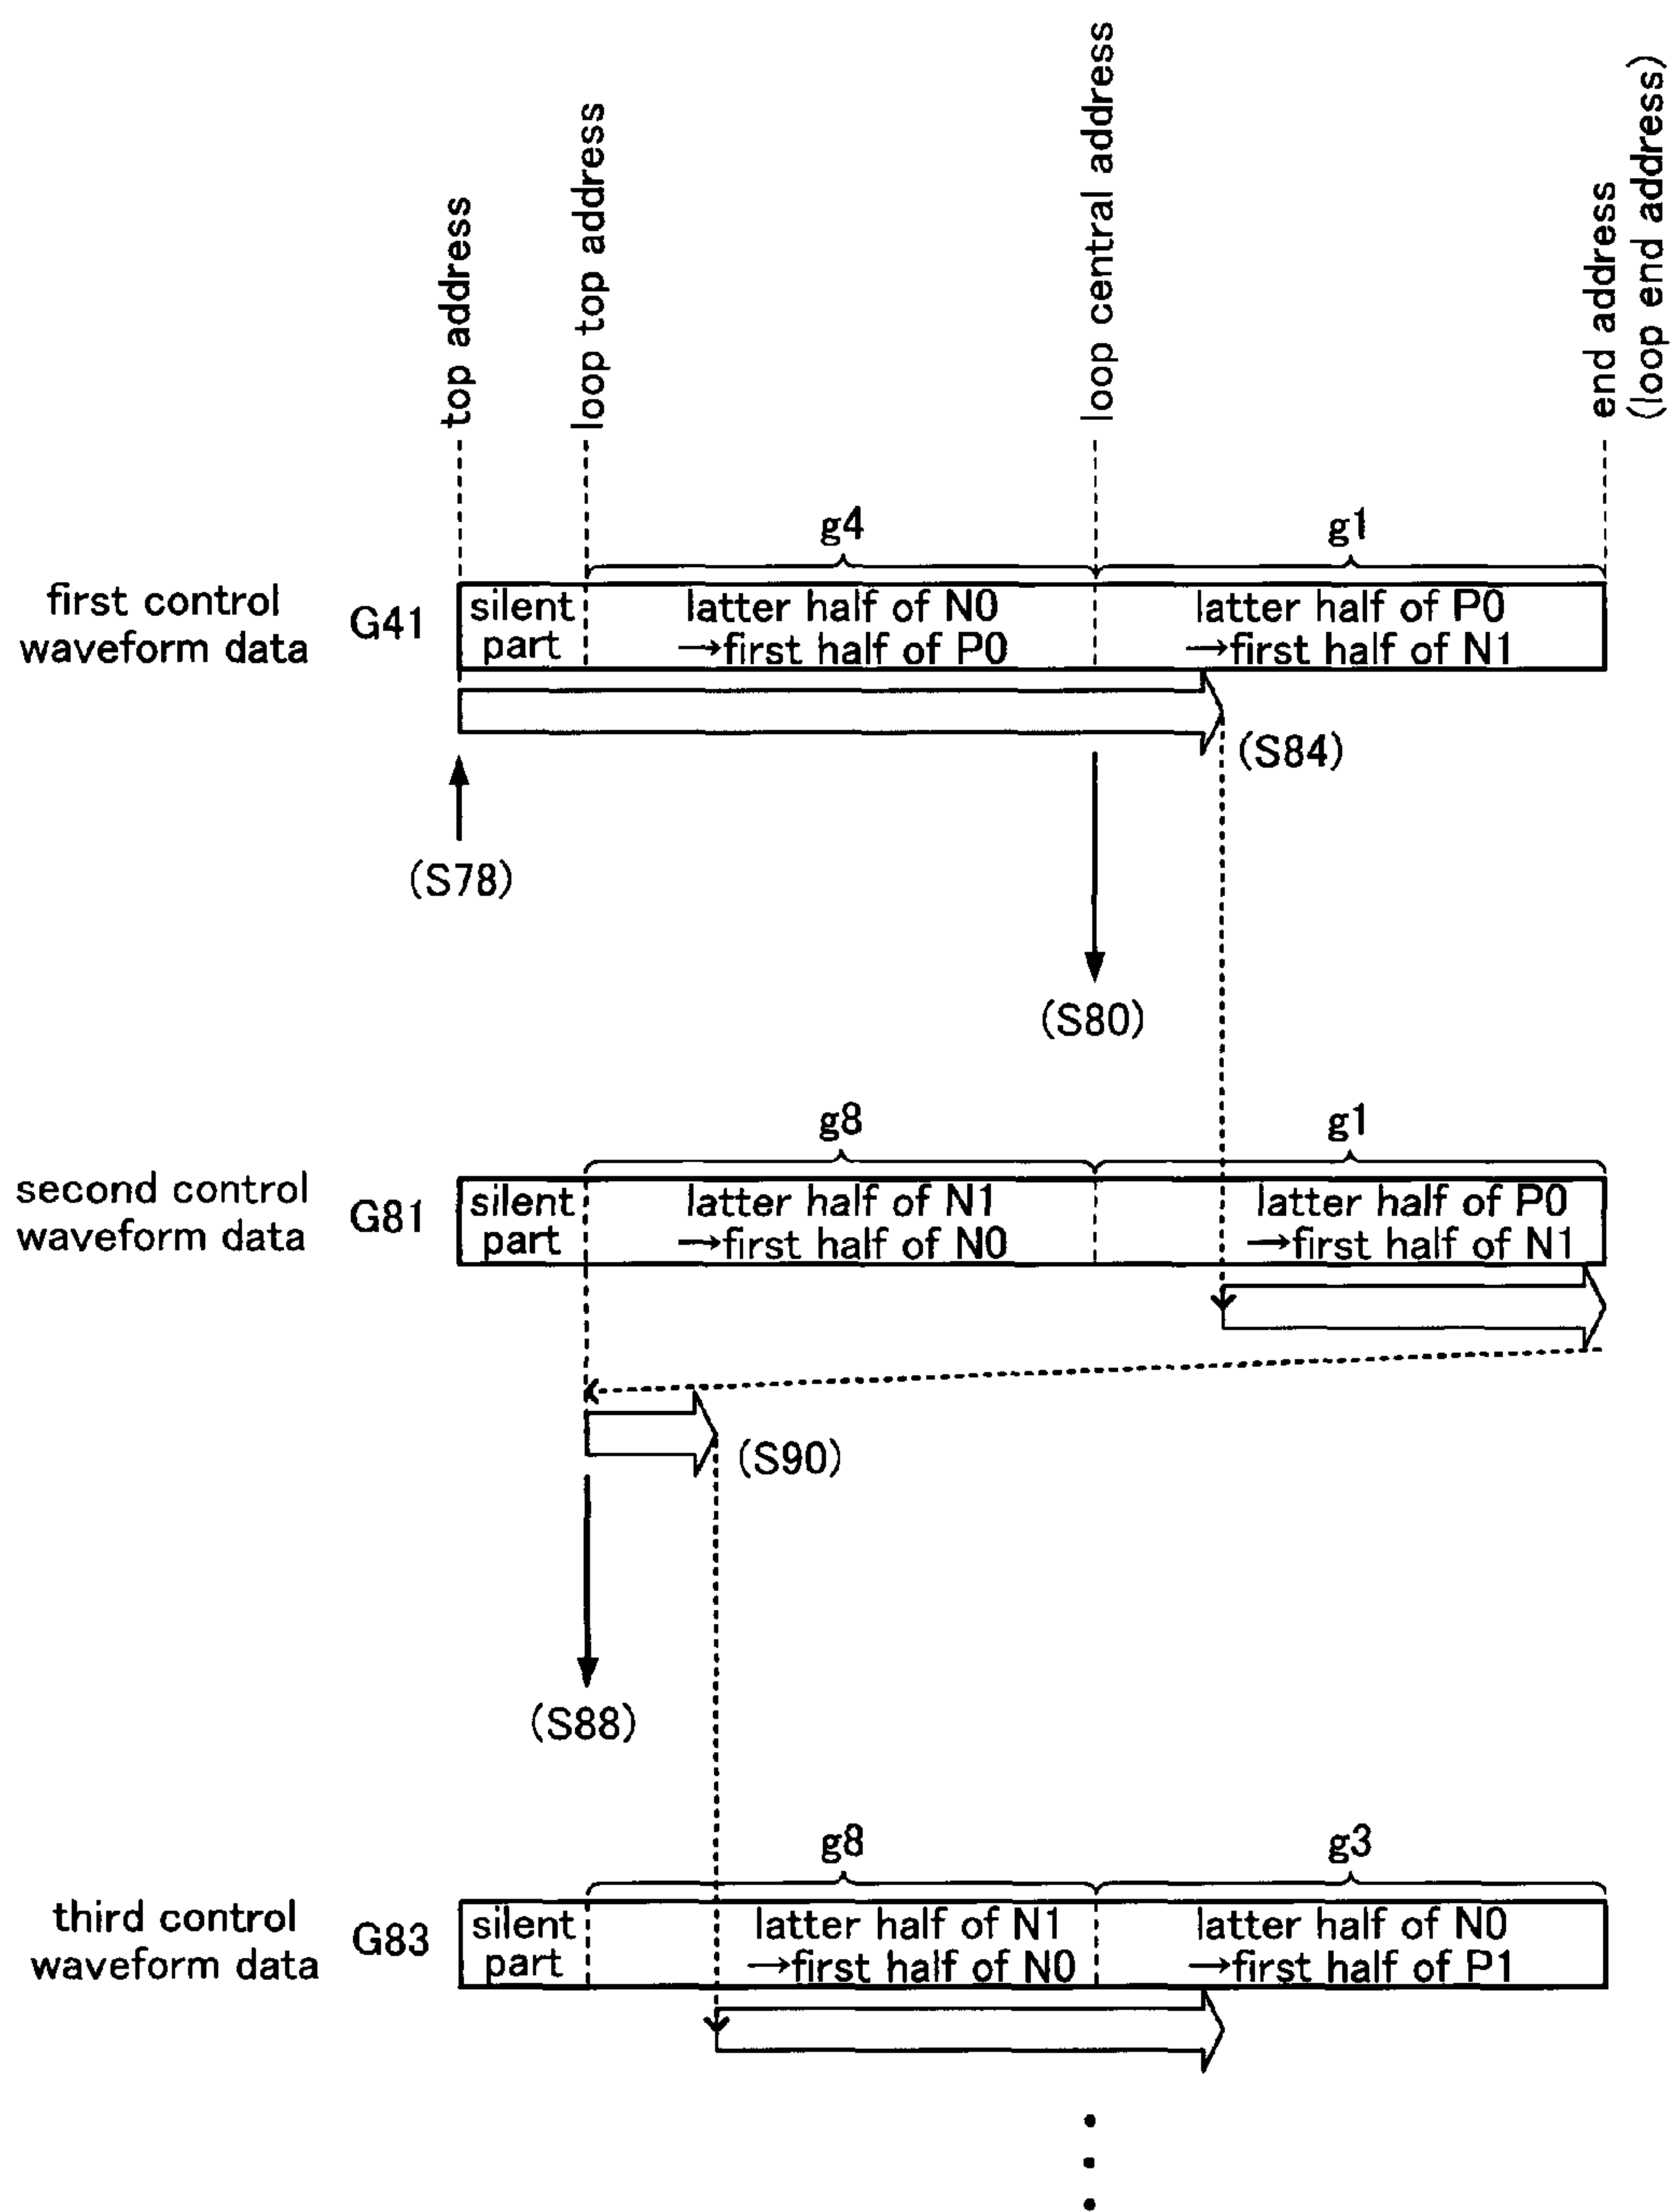 top address
loop top address
loop central address
end address
(loop end address)
g4
g1
first control
waveform data
G41
silent
part
latter half of N0
→first half of P0
latter half of P0
→first half of N1
(S84)
(S78)
(S80)
g8
g1
second control
waveform data
G81
silent
part
latter half of N1
→first half of N0
latter half of P0
→first half of N1
(S90)
(S88)
g8
g3
third control
waveform data
G83
silent
part
latter half of N1
→first half of N0
latter half of N0
→first half of P1